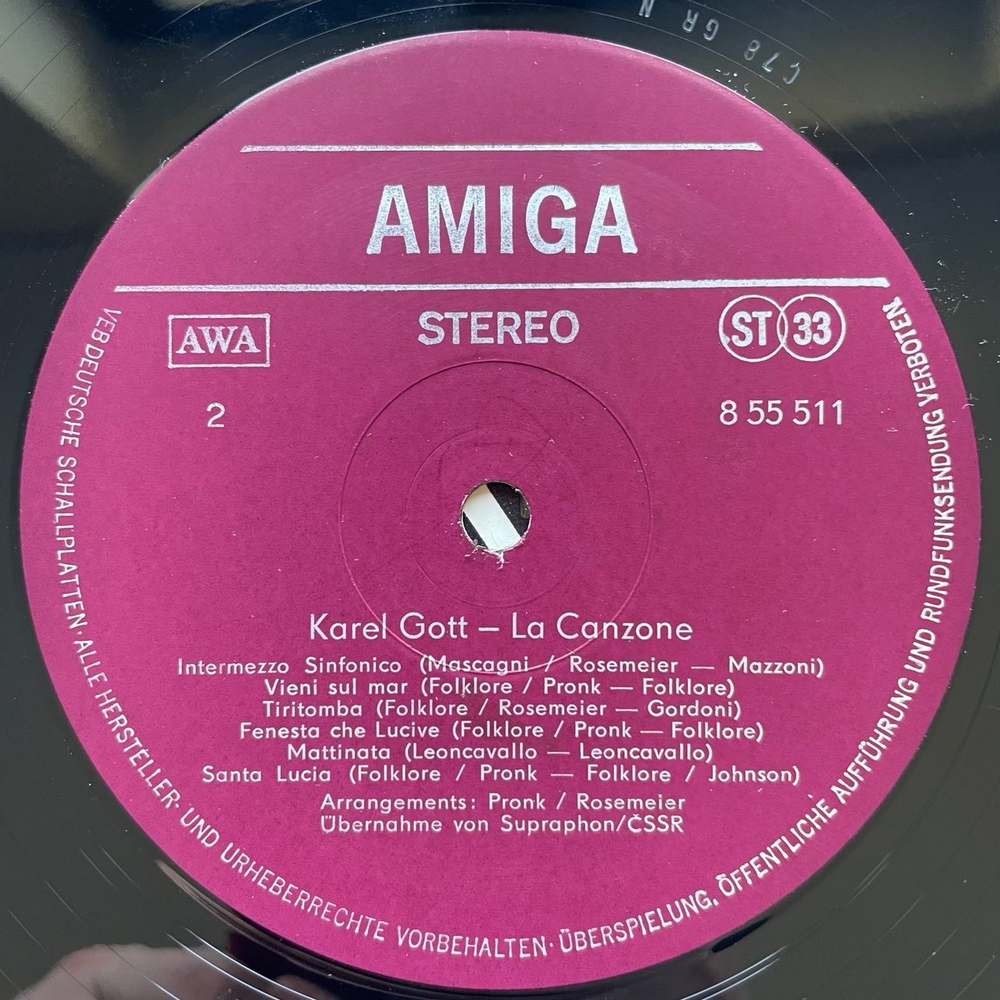 C78 GR N
AMIGA
AWA
STEREO
ST 33
2
8 55 511
Karel Gott – La Canzone
Intermezzo Sinfonico (Mascagni / Rosemeier — Mazzoni)
Vieni sul mar (Folklore / Pronk — Folklore)
Tiritomba (Folklore / Rosemeier — Gordoni)
Fenesta che Lucive (Folklore / Pronk — Folklore)
Mattinata (Leoncavallo — Leoncavallo)
Santa Lucia (Folklore / Pronk — Folklore / Johnson)
Arrangements: Pronk / Rosemeier
Übernahme von Supraphon/ČSSR
VEB DEUTSCHE SCHALLPLATTEN · ALLE HERSTELLER- UND URHEBERRECHTE VORBEHALTEN · ÜBERSPIELUNG, ÖFFENTLICHE AUFFÜHRUNG UND RUNDFUNKSENDUNG VERBOTEN